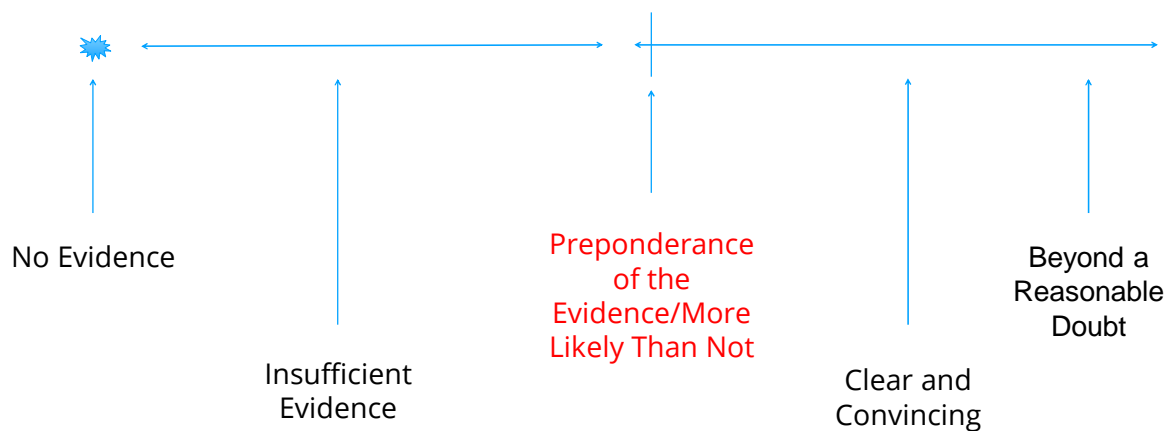 No Evidence
Insufficient
Evidence
Preponderance
of the
Evidence/More
Likely Than Not
Clear and
Convincing
Beyond a
Reasonable
Doubt